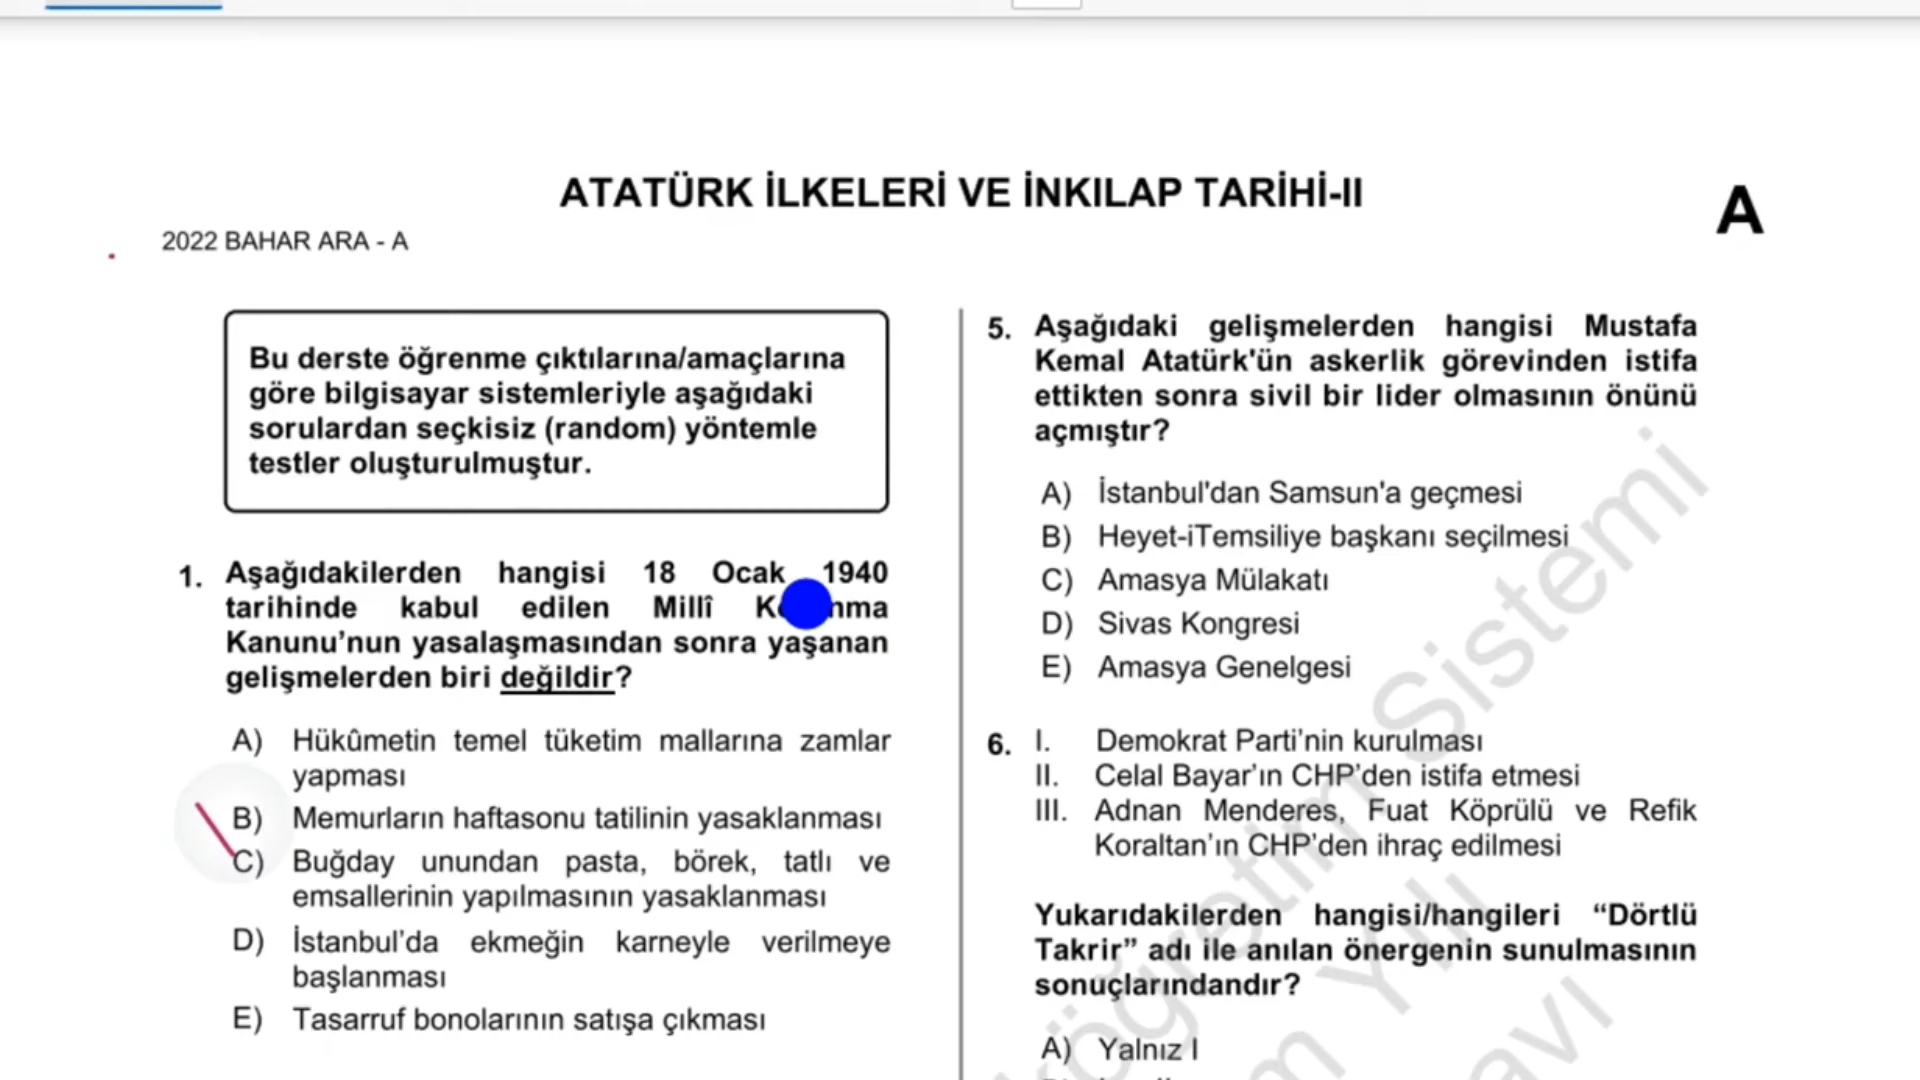 ATATÜRK İLKELERİ VE İNKILAP TARİHİ-II
A
2022 BAHAR ARA - A
Bu derste öğrenme çıktılarına/amaçlarına
göre bilgisayar sistemleriyle aşağıdaki
sorulardan seçkisiz (random) yöntemle
testler oluşturulmuştur.
1. Aşağıdakilerden hangisi 18 Ocak 1940
tarihinde kabul edilen Millî
Kanunu’nun yasalaşmasından sonra yaşanan
gelişmelerden biri değildir?
A) Hükûmetin temel tüketim mallarına zamlar
yapması
B) Memurların haftasonu tatilinin yasaklanması
C) Buğday unundan pasta, börek, tatlı ve
emsallerinin yapılmasının yasaklanması
D) İstanbul’da ekmeğin karneyle verilmeye
başlanması
E) Tasarruf bonolarının satışa çıkması
5. Aşağıdaki gelişmelerden hangisi Mustafa
Kemal Atatürk'ün askerlik görevinden istifa
ettikten sonra sivil bir lider olmasının önünü
açmıştır?
A) İstanbul'dan Samsun'a geçmesi
B) Heyet-iTemsiliye başkanı seçilmesi
C) Amasya Mülakatı
D) Sivas Kongresi
E) Amasya Genelgesi
6. I. Demokrat Parti’nin kurulması
II. Celal Bayar’ın CHP’den istifa etmesi
III. Adnan Menderes, Fuat Köprülü ve Refik
Koraltan’ın CHP’den ihraç edilmesi
Yukarıdakilerden hangisi/hangileri “Dörtlü
Takrir” adı ile anılan önergenin sunulmasının
sonuçlarındandır?
A) Yalnız I
Sistemi
Yılı